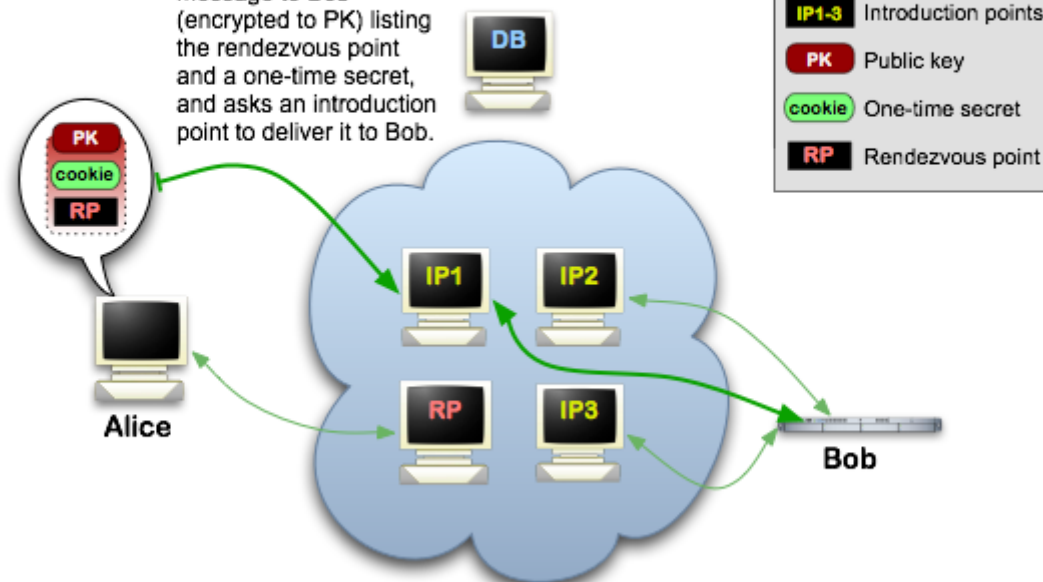 (encrypted to PK) listing
the rendezvous point
and a one-time secret,
and asks an introduction
point to deliver it to Bob.
DB
IP1-3 Introduction points
PK Public key
cookie One-time secret
RP Rendezvous point
PK
cookie
RP
IP1
IP2
RP
IP3
Alice
Bob